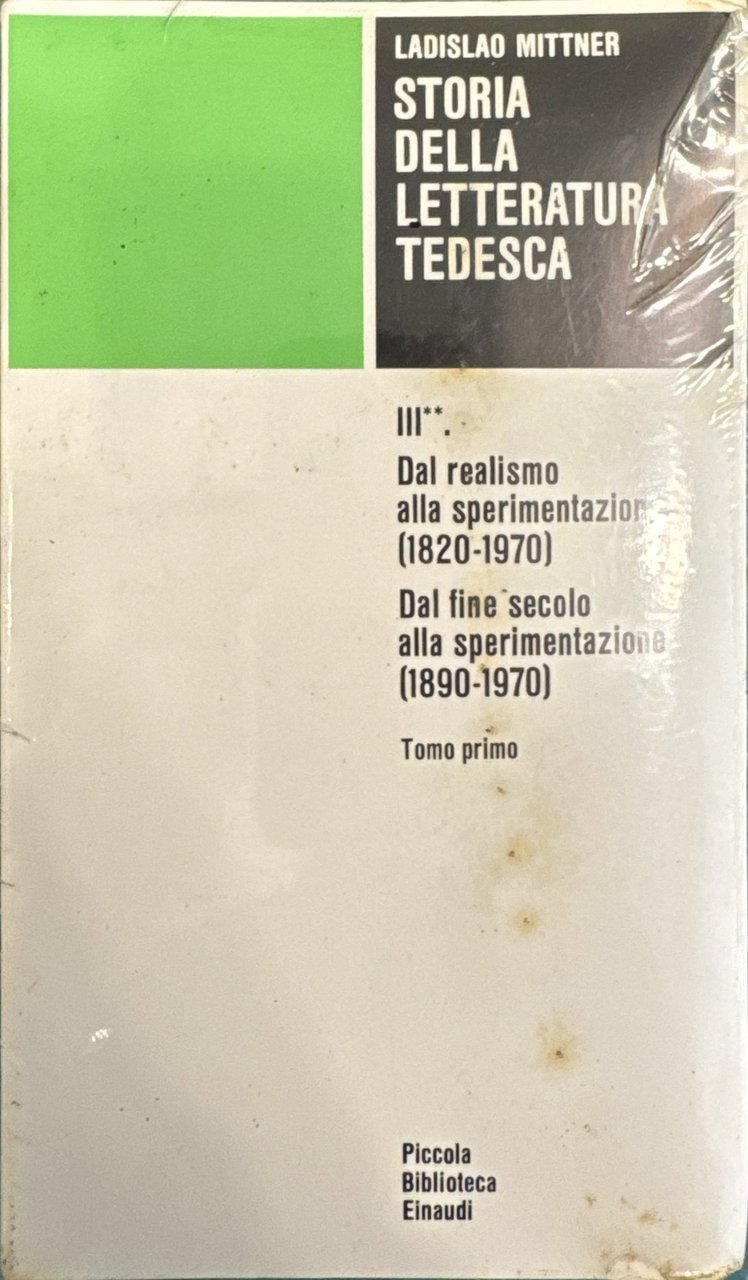 LADISLAO MITTNER
STORIA
DELLA
LETTERATURA
TEDESCA
III**.
Dal realismo
alla sperimentazione
(1820-1970)
Dal fine secolo
alla sperimentazione
(1890-1970)
Tomo primo
Piccola
Biblioteca
Einaudi